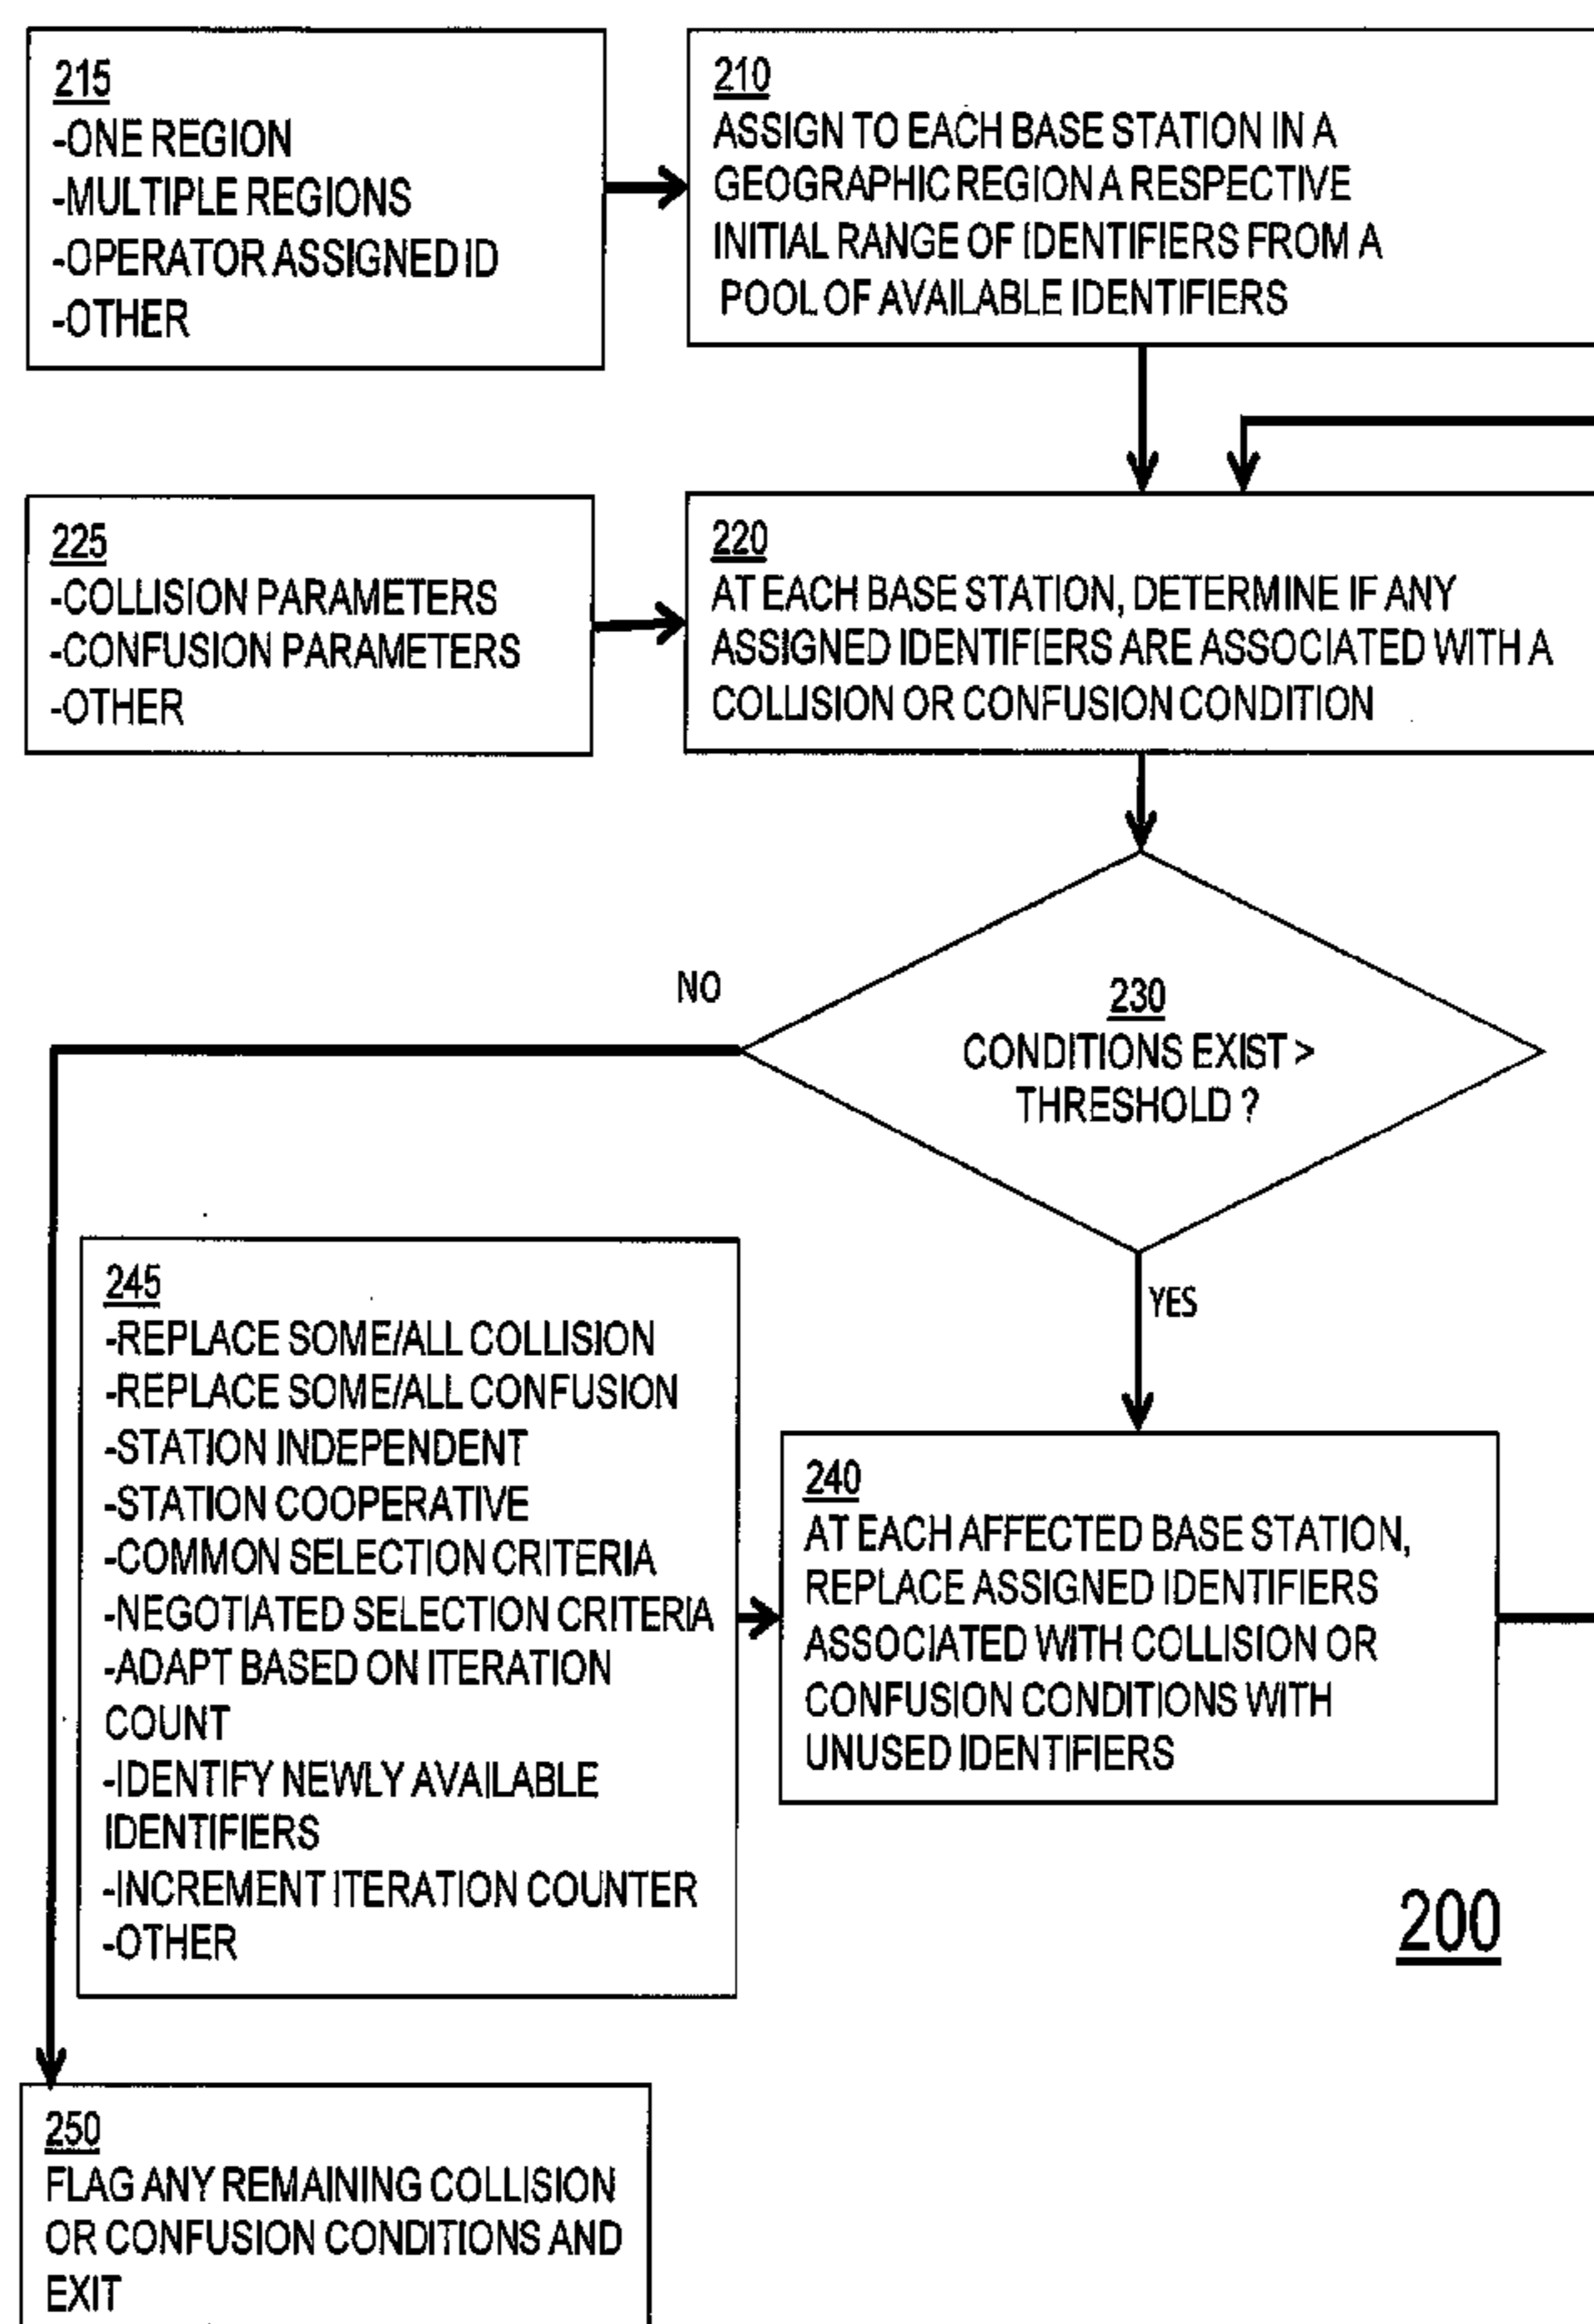 215
-ONE REGION
-MULTIPLE REGIONS
-OPERATOR ASSIGNED ID
-OTHER
210
ASSIGN TO EACH BASE STATION IN A
GEOGRAPHIC REGION A RESPECTIVE
INITIAL RANGE OF IDENTIFIERS FROM A
POOL OF AVAILABLE IDENTIFIERS
225
-COLLISION PARAMETERS
-CONFUSION PARAMETERS
-OTHER
220
AT EACH BASE STATION, DETERMINE IF ANY
ASSIGNED IDENTIFIERS ARE ASSOCIATED WITH A
COLLISION OR CONFUSION CONDITION
NO
230
CONDITIONS EXIST >
THRESHOLD ?
YES
245
-REPLACE SOME/ALL COLLISION
-REPLACE SOME/ALL CONFUSION
-STATION INDEPENDENT
-STATION COOPERATIVE
-COMMON SELECTION CRITERIA
-NEGOTIATED SELECTION CRITERIA
-ADAPT BASED ON ITERATION
COUNT
-IDENTIFY NEWLY AVAILABLE
IDENTIFIERS
-INCREMENT ITERATION COUNTER
-OTHER
240
AT EACH AFFECTED BASE STATION,
REPLACE ASSIGNED IDENTIFIERS
ASSOCIATED WITH COLLISION OR
CONFUSION CONDITIONS WITH
UNUSED IDENTIFIERS
200
250
FLAG ANY REMAINING COLLISION
OR CONFUSION CONDITIONS AND
EXIT